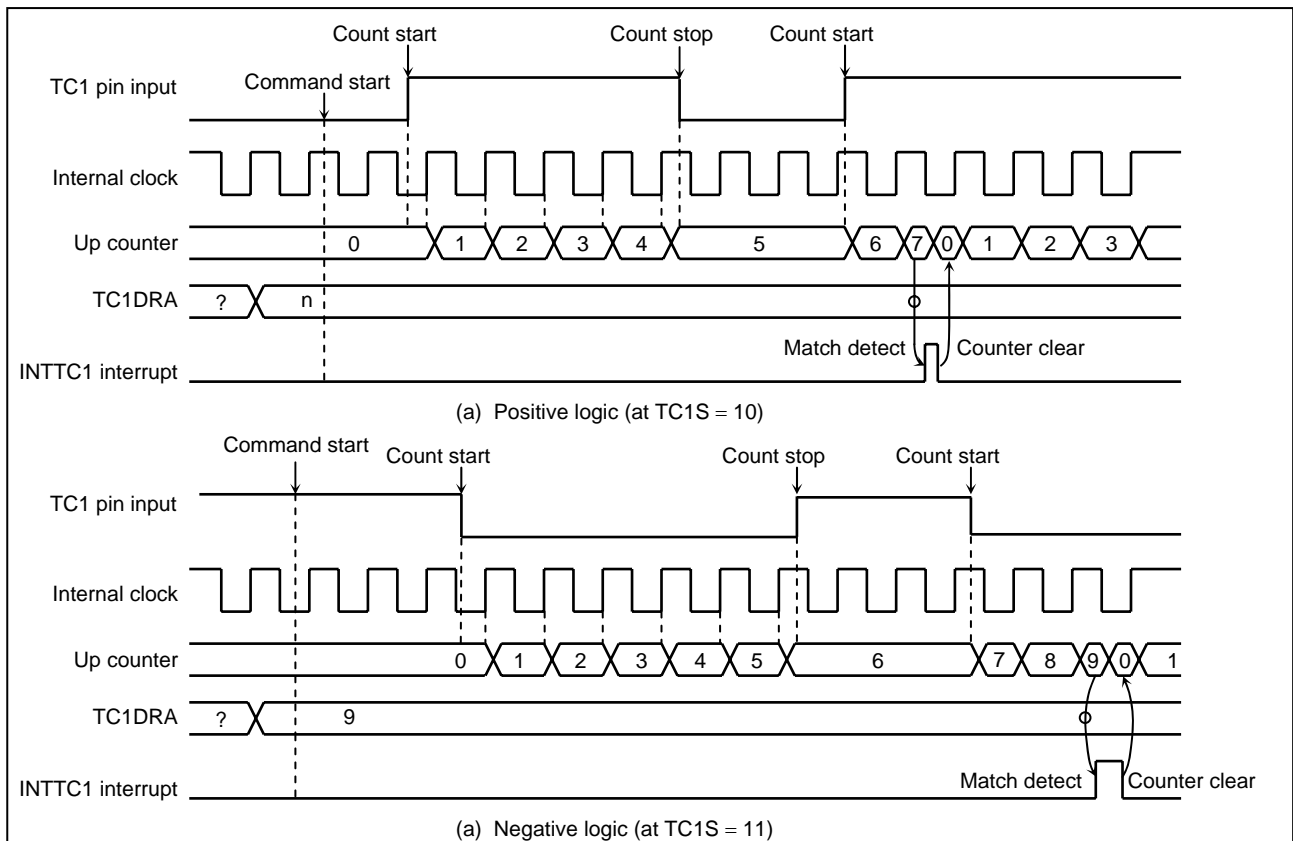 Count start Count stop Count start
TC1 pin input
Command start
Internal clock
Up counter 0 1 2 3 4 5 6 7 0 1 2 3
TC1DRA ? n
Match detect Counter clear
INTTC1 interrupt
(a) Positive logic (at TC1S = 10)
Command start Count start Count stop Count start
TC1 pin input
Internal clock
Up counter 0 1 2 3 4 5 6 7 8 9 0 1
TC1DRA ? 9
Match detect Counter clear
INTTC1 interrupt
(a) Negative logic (at TC1S = 11)